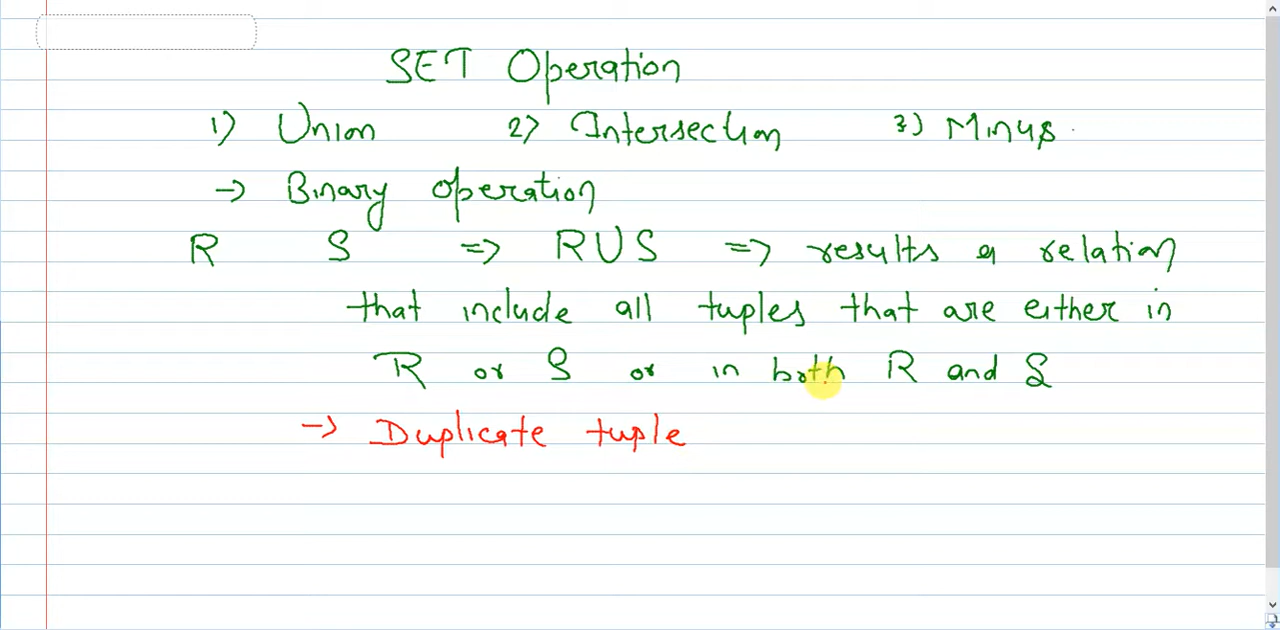 SET Operation
1) Union 2) Intersection 3) Minus
→ Binary operation
R S => RUS => results a relation
that include all tuples that are either in
R or S or in both R and S
→ Duplicate tuple